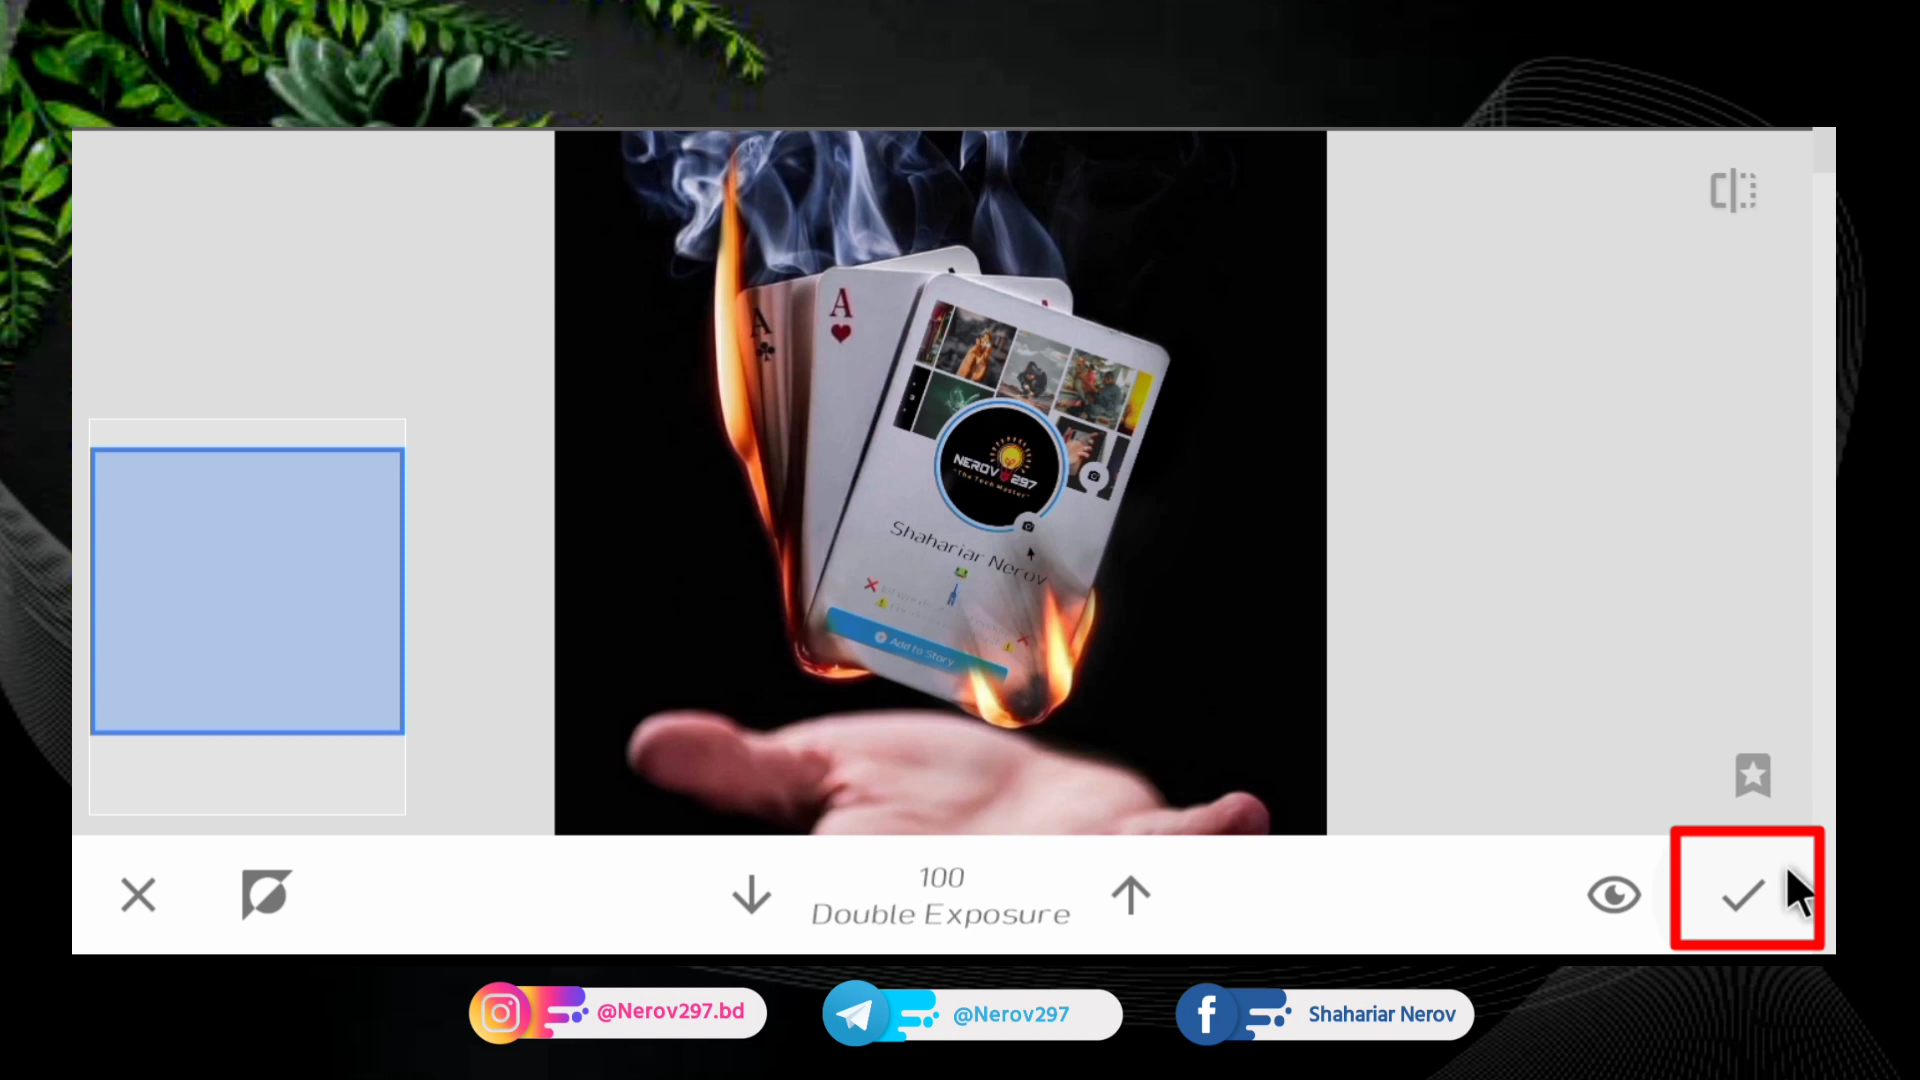 A
A
NEROV 297
"The Tech Master"
Shahariar Nerov
Add to Story
100
Double Exposure
@Nerov297.bd
@Nerov297
Shahariar Nerov